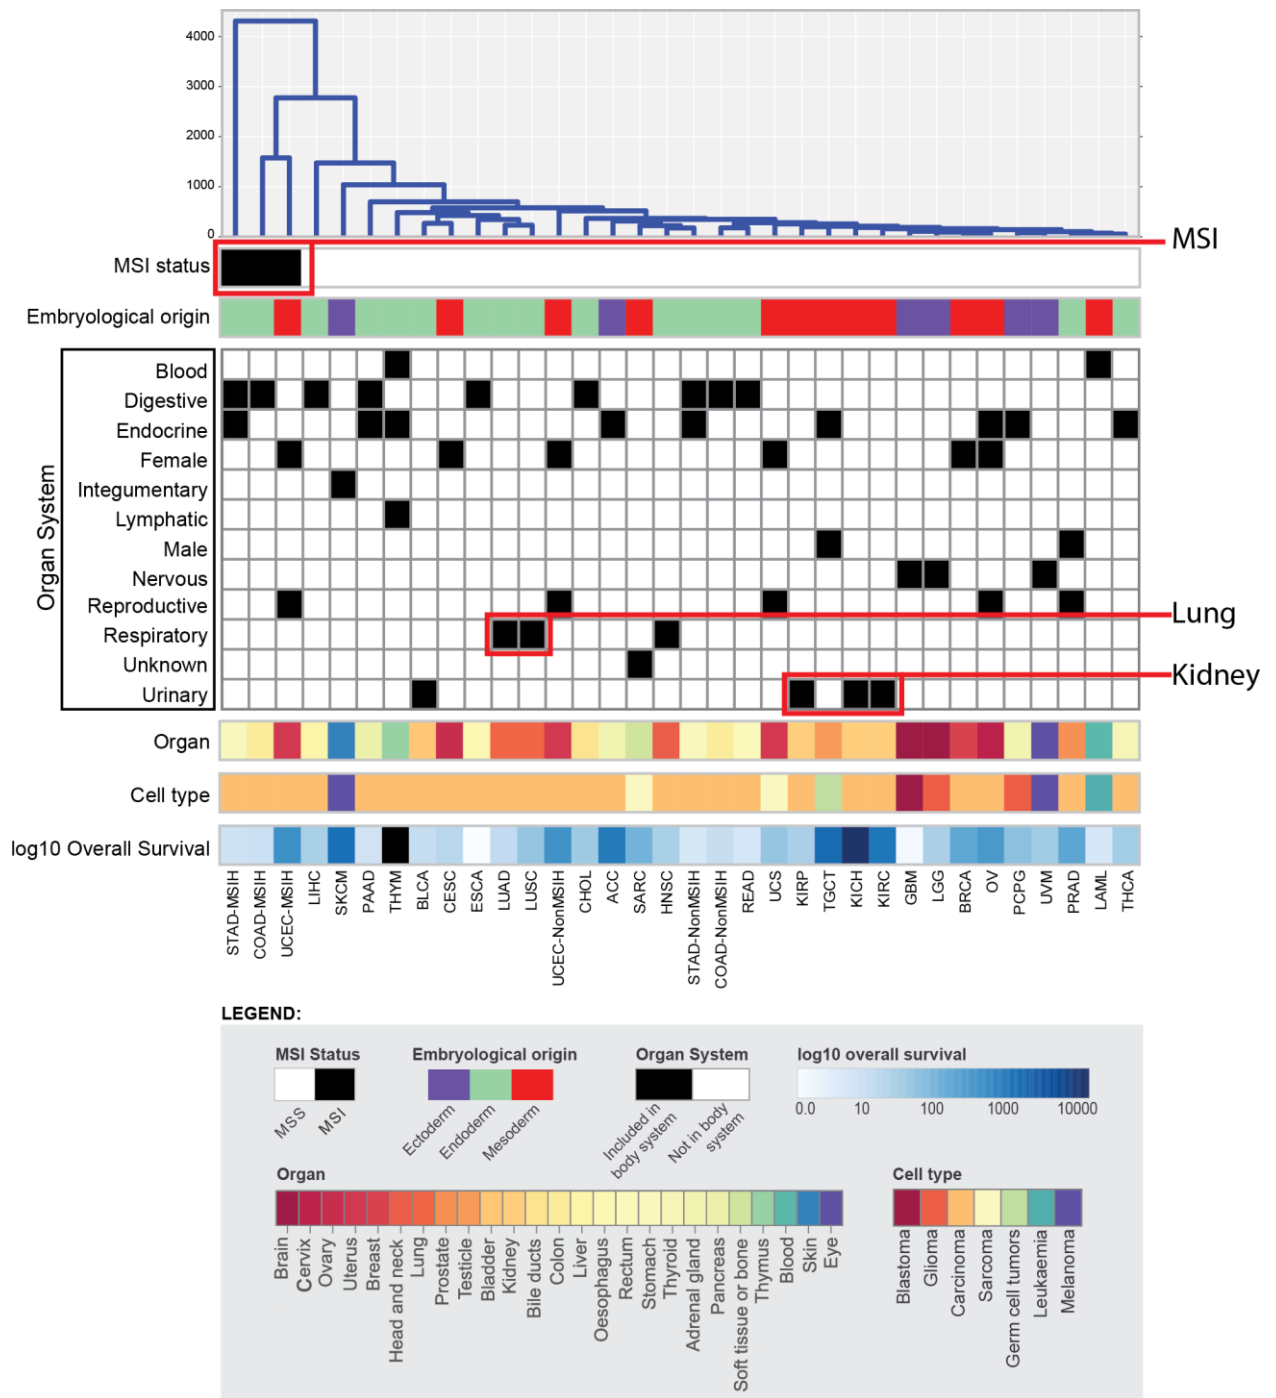 4000
3000
2000
1000
0
MSI
MSI status
Embryological origin
Organ System
Blood
Digestive
Endocrine
Female
Integumentary
Lymphatic
Male
Nervous
Reproductive
Lung
Respiratory
Unknown
Kidney
Urinary
Organ
Cell type
log10 Overall Survival
STAD-MSIH
COAD-MSIH
UCEC-MSIH
LIHC
SKCM
PAAD
THYM
BLCA
CESC
ESCA
LUAD
LUSC
UCEC-NonMSIH
CHOL
ACC
SARC
HNSC
STAD-NonMSIH
COAD-NonMSIH
READ
UCS
KIRP
TGCT
KICH
KIRC
GBM
LGG
BRCA
OV
PCPG
UVM
PRAD
LAML
THCA
LEGEND:
MSI Status
MSS
MSI
Embryological origin
Ectoderm
Endoderm
Mesoderm
Organ System
Included in
body system
Not in body
system
log10 overall survival
0.0 10 100 1000 10000
Organ
Brain
Cervix
Ovary
Uterus
Breast
Head and neck
Lung
Prostate
Testicle
Bladder
Kidney
Bile ducts
Colon
Liver
Oesophagus
Rectum
Stomach
Thyroid
Adrenal gland
Pancreas
Soft tissue or bone
Thymus
Blood
Skin
Eye
Cell type
Blastoma
Glioma
Carcinoma
Sarcoma
Germ cell tumors
Leukaemia
Melanoma